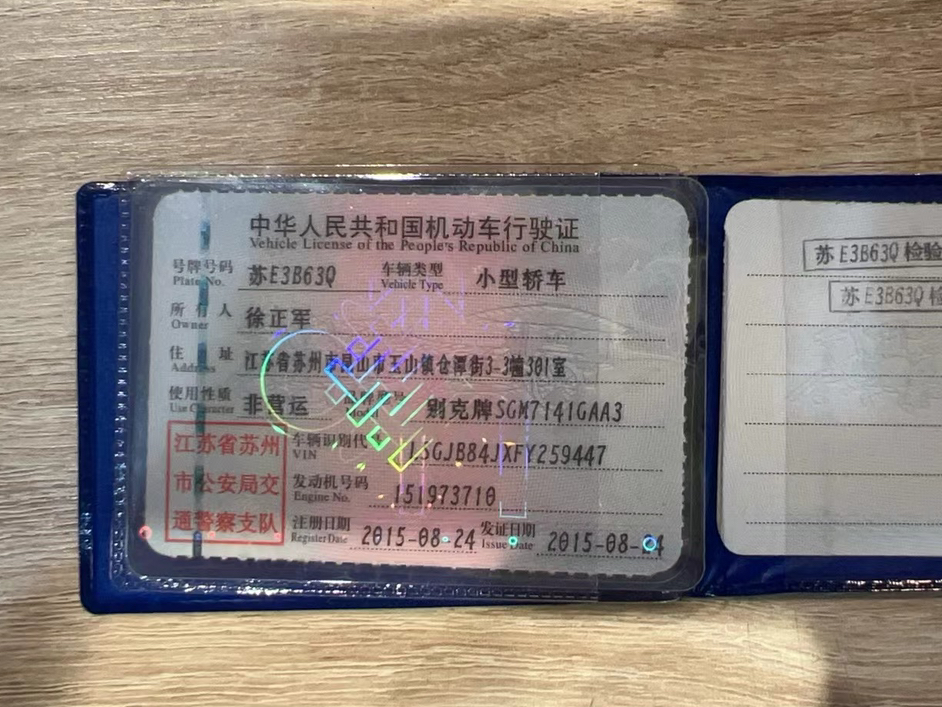 中华人民共和国机动车行驶证
Vehicle License of the People's Republic of China
号牌号码 苏E3B63Q 车辆类型 小型轿车
Plate No. Vehicle Type
所有人 徐正军
Owner
住址 江苏省苏州市昆山市玉山镇仓潭街3-3幢301室
Address
使用性质 非营运 号 别克牌SGM7141GAA3
Use Character
江苏省苏州
市公安局交
通警察支队
车辆识别代 LSGJB84JXFY259447
VIN
发动机号码 151973710
Engine No.
注册日期 2015-08-24 发证日期 2015-08-24
Register Date Issue Date
苏E3B63Q 检验
苏E3B63Q 检